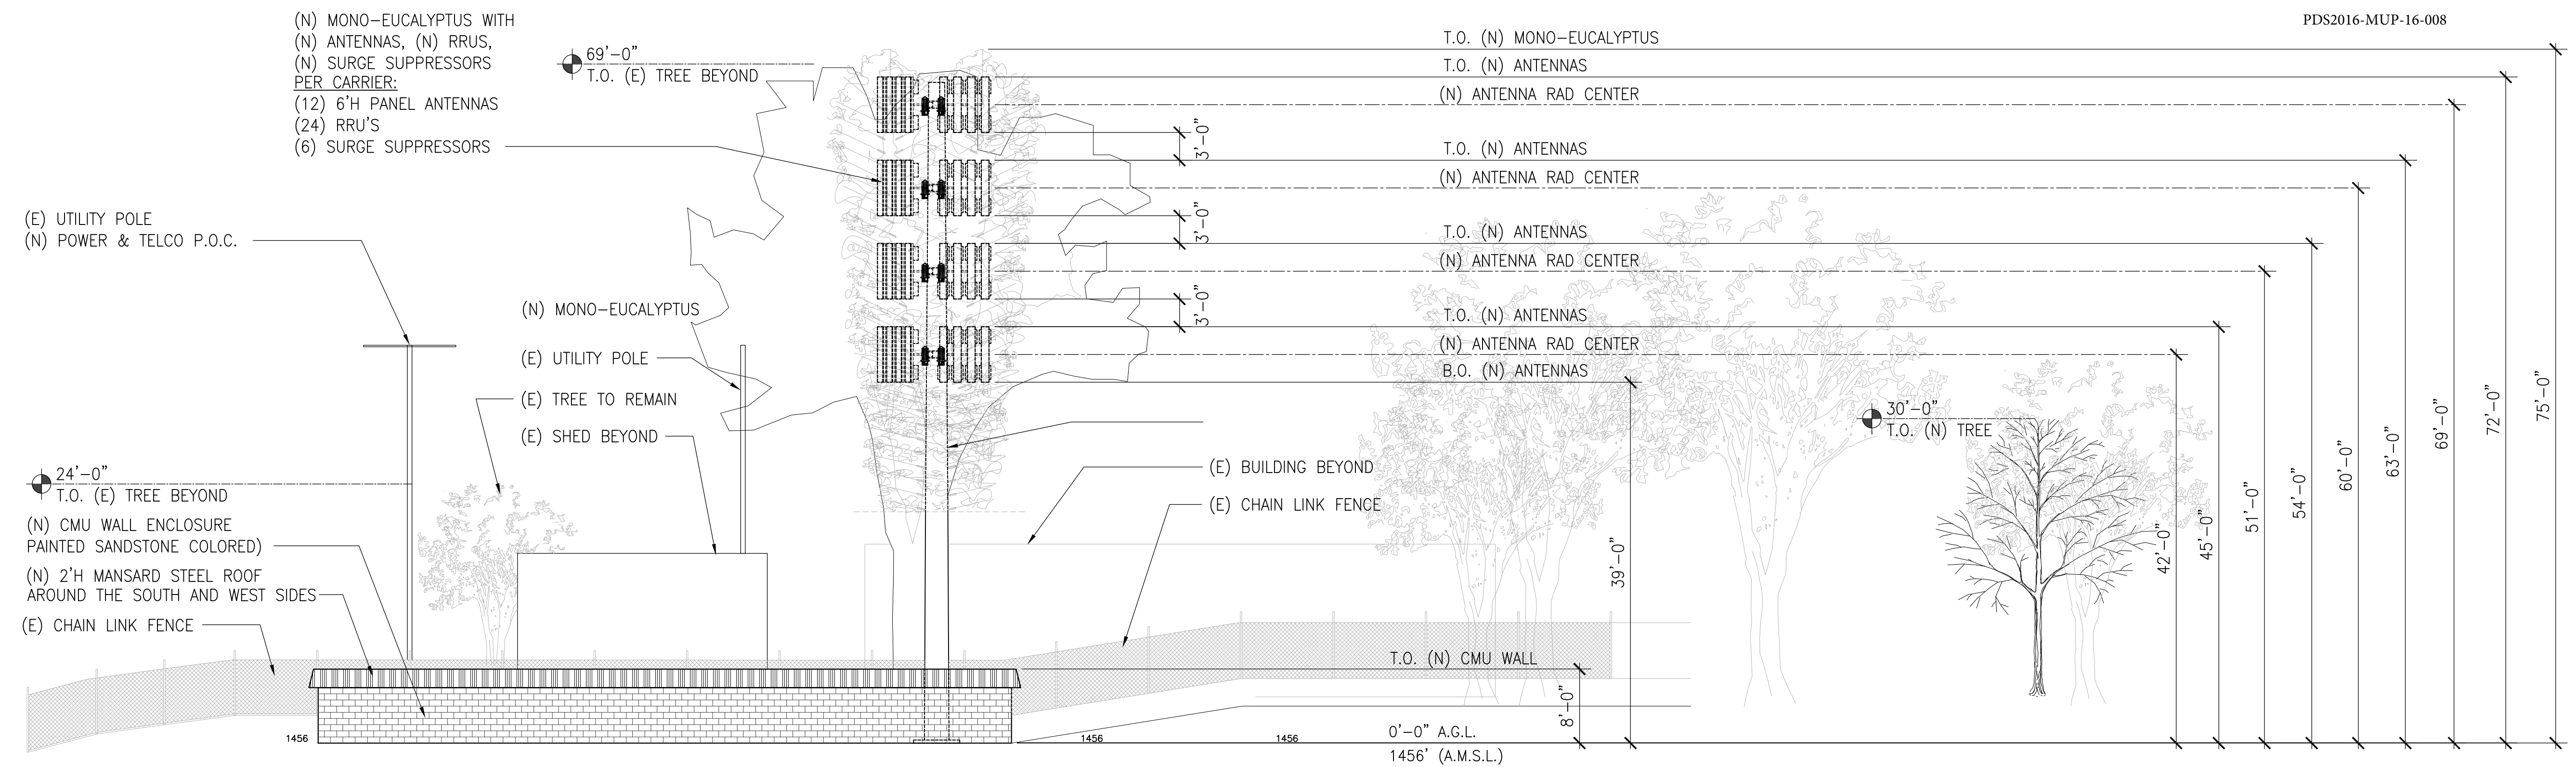 PDS2016-MUP-16-008
(N) MONO-EUCALYPTUS WITH
(N) ANTENNAS, (N) RRUS,
(N) SURGE SUPPRESSORS
PER CARRIER:
(12) 6'H PANEL ANTENNAS
(24) RRU'S
(6) SURGE SUPPRESSORS
69'-0"
T.O. (E) TREE BEYOND
(E) UTILITY POLE
(N) POWER & TELCO P.O.C.
(N) MONO-EUCALYPTUS
(E) UTILITY POLE
(E) TREE TO REMAIN
(E) SHED BEYOND
24'-0"
T.O. (E) TREE BEYOND
(N) CMU WALL ENCLOSURE
PAINTED SANDSTONE COLORED)
(N) 2'H MANSARD STEEL ROOF
AROUND THE SOUTH AND WEST SIDES
(E) CHAIN LINK FENCE
T.O. (N) MONO-EUCALYPTUS
T.O. (N) ANTENNAS
(N) ANTENNA RAD CENTER
3'-0"
T.O. (N) ANTENNAS
(N) ANTENNA RAD CENTER
3'-0"
T.O. (N) ANTENNAS
(N) ANTENNA RAD CENTER
3'-0"
T.O. (N) ANTENNAS
(N) ANTENNA RAD CENTER
B.O. (N) ANTENNAS
(E) BUILDING BEYOND
(E) CHAIN LINK FENCE
30'-0"
T.O. (N) TREE
T.O. (N) CMU WALL
8'-0"
39'-0"
42'-0"
45'-0"
51'-0"
54'-0"
60'-0"
63'-0"
69'-0"
72'-0"
75'-0"
1456
1456
1456
0'-0" A.G.L.
1456' (A.M.S.L.)